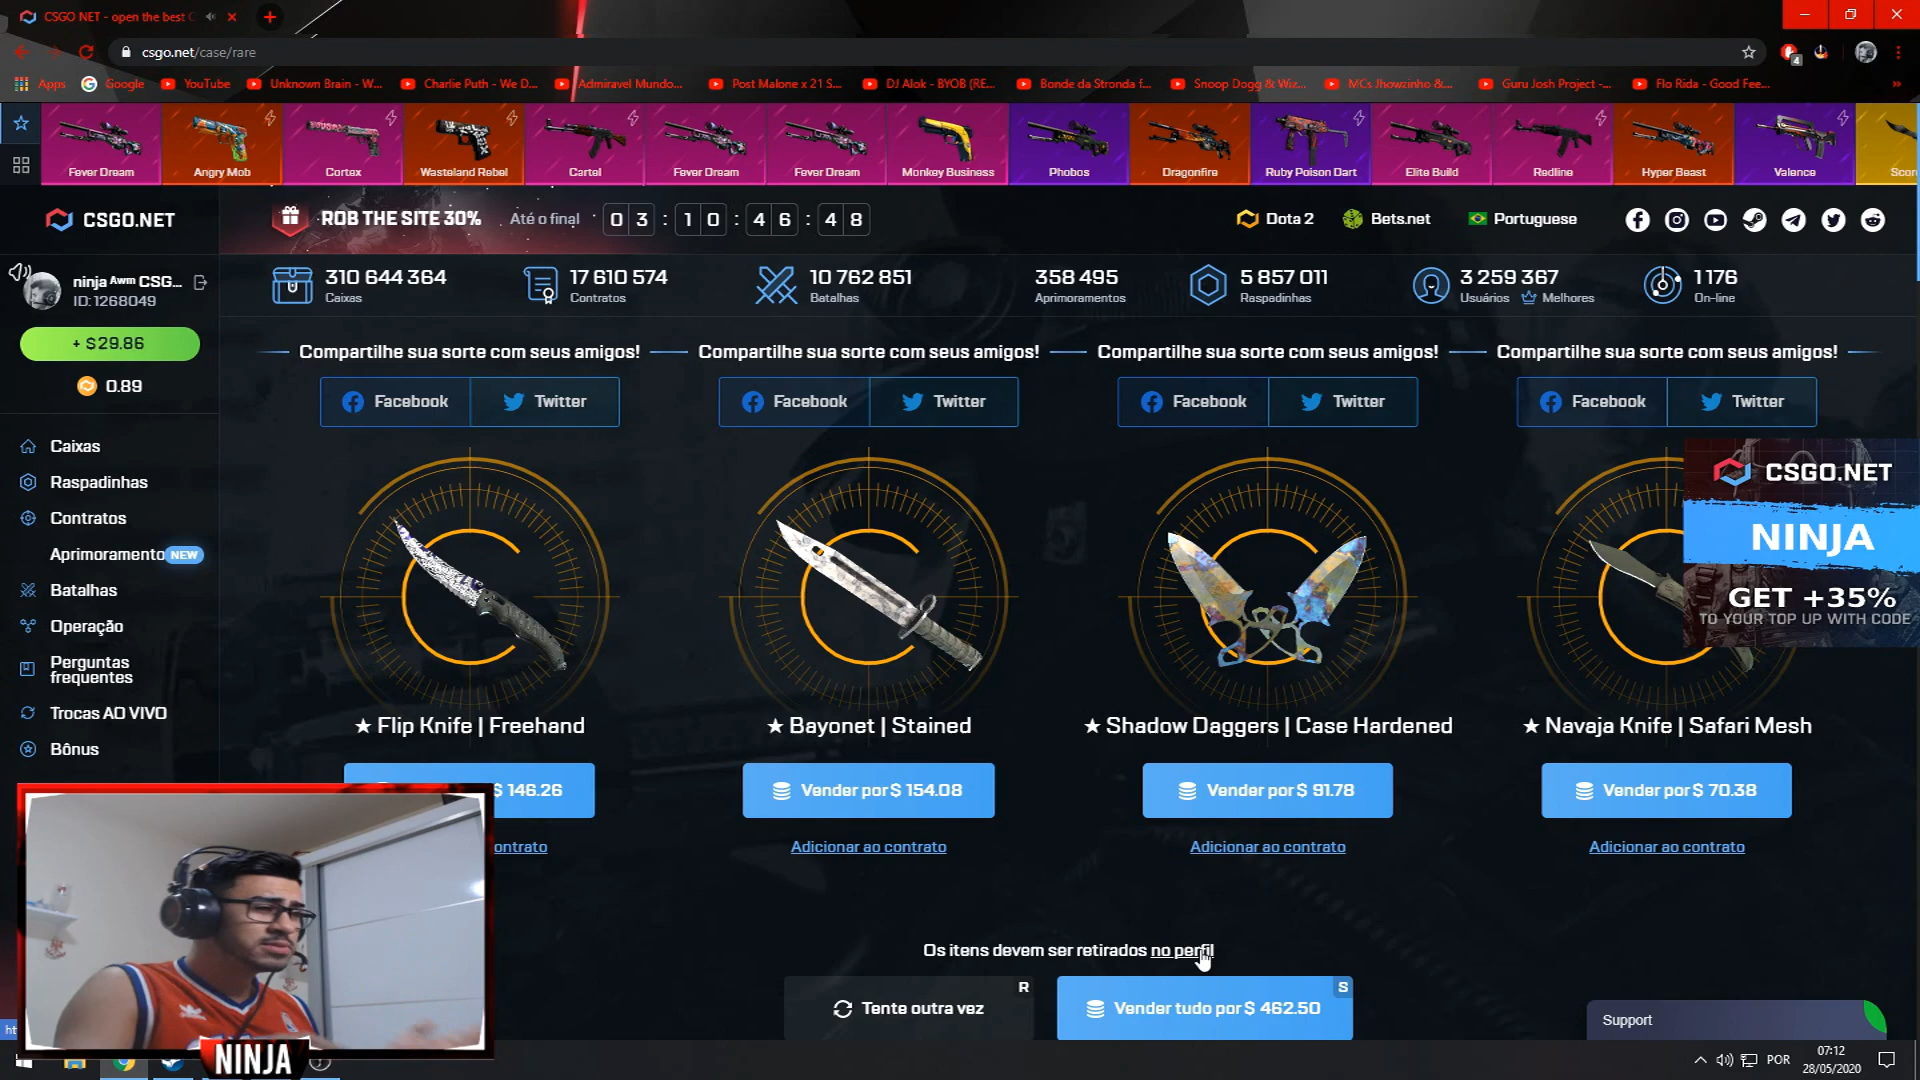 CSGO NET - open the best C
csgo.net/case/rare
Apps
Google
YouTube
Unknown Brain - W...
Charlie Puth - We D...
Admiravel Mundo...
Post Malone x 21 S...
DJ Alok - BYOB (RE...
Bonde da Stronda f...
Snoop Dogg & Wiz...
MCs Jhowzinho &...
Guru Josh Project -...
Flo Rida - Good Fee...
»
4
Fever Dream
Angry Mob
Cortex
Wasteland Rebel
Cartel
Fever Dream
Fever Dream
Monkey Business
Phobos
Dragonfire
Ruby Poison Dart
Elite Build
Redline
Hyper Beast
Valence
Scor
CSGO.NET
ROB THE SITE 30%
Até o final
03:10:46:48
Dota 2
Bets.net
Portuguese
ninja ᴬʷᵐ CSG...
ID:1268049
+ $29.86
0.89
310 644 364
Caixas
17 610 574
Contratos
10 762 851
Batalhas
358 495
Aprimoramentos
5 857 011
Raspadinhas
3 259 367
Usuários Melhores
1 176
On-line
Caixas
Raspadinhas
Contratos
Aprimoramento NEW
Batalhas
Operação
Perguntas
frequentes
Trocas AO VIVO
Bônus
Compartilhe sua sorte com seus amigos!
Compartilhe sua sorte com seus amigos!
Compartilhe sua sorte com seus amigos!
Compartilhe sua sorte com seus amigos!
Facebook
Twitter
Facebook
Twitter
Facebook
Twitter
Facebook
Twitter
CSGO.NET
NINJA
GET +35%
TO YOUR TOP UP WITH CODE
★ Flip Knife | Freehand
★ Bayonet | Stained
★ Shadow Daggers | Case Hardened
★ Navaja Knife | Safari Mesh
$ 146.26
Vender por $ 154.08
Vender por $ 91.78
Vender por $ 70.38
ontrato
Adicionar ao contrato
Adicionar ao contrato
Adicionar ao contrato
Os itens devem ser retirados no perfil
Tente outra vez
R
Vender tudo por $ 462.50
S
Support
ht
NINJA
POR
07:12
28/05/2020